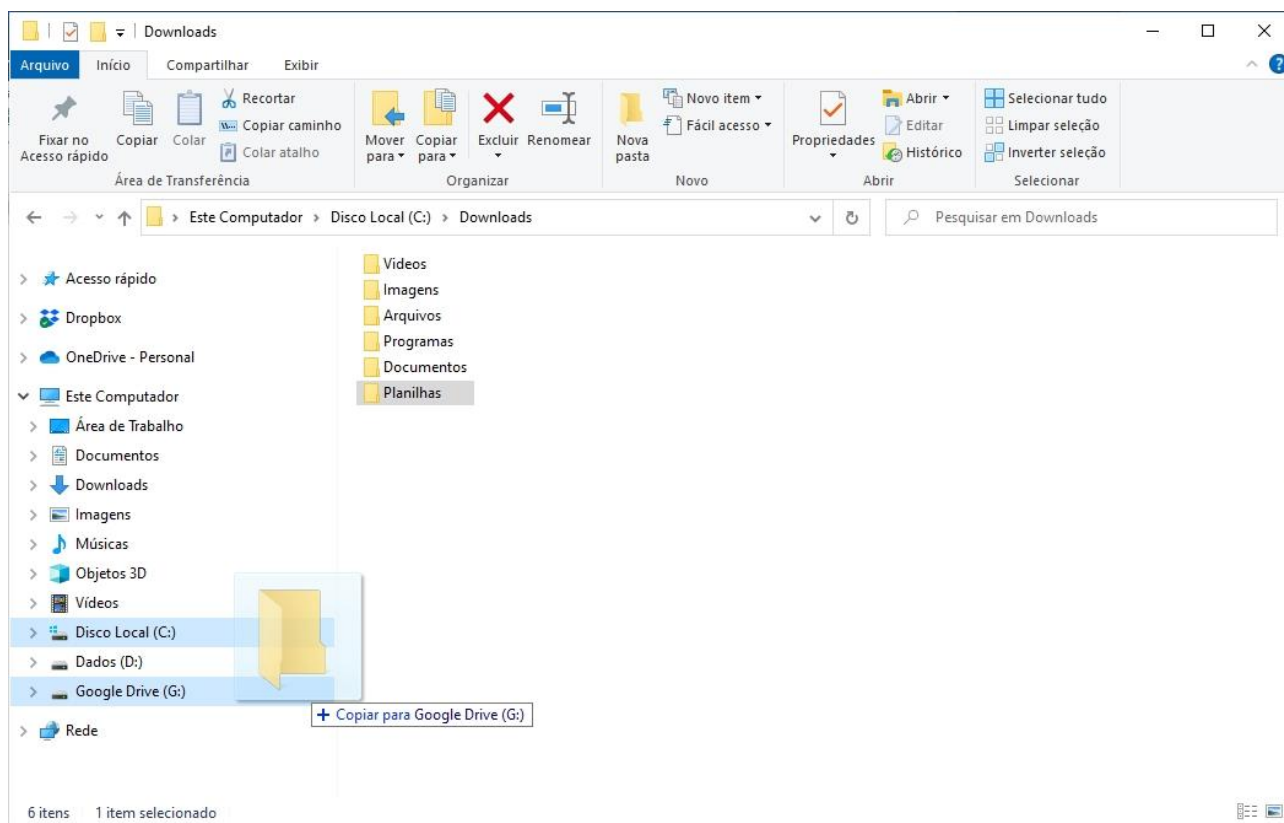 Downloads
Arquivo Início Compartilhar Exibir
Fixar no Acesso rápido
Copiar
Colar
Recortar
Copiar caminho
Colar atalho
Área de Transferência
Mover para
Copiar para
Excluir
Renomear
Organizar
Nova pasta
Novo item
Fácil acesso
Novo
Propriedades
Abrir
Editar
Histórico
Abrir
Selecionar tudo
Limpar seleção
Inverter seleção
Selecionar
Este Computador > Disco Local (C:) > Downloads
Pesquisar em Downloads
Acesso rápido
Dropbox
OneDrive - Personal
Este Computador
Área de Trabalho
Documentos
Downloads
Imagens
Músicas
Objetos 3D
Vídeos
Disco Local (C:)
Dados (D:)
Google Drive (G:)
Rede
Videos
Imagens
Arquivos
Programas
Documentos
Planilhas
+ Copiar para Google Drive (G:)
6 itens 1 item selecionado